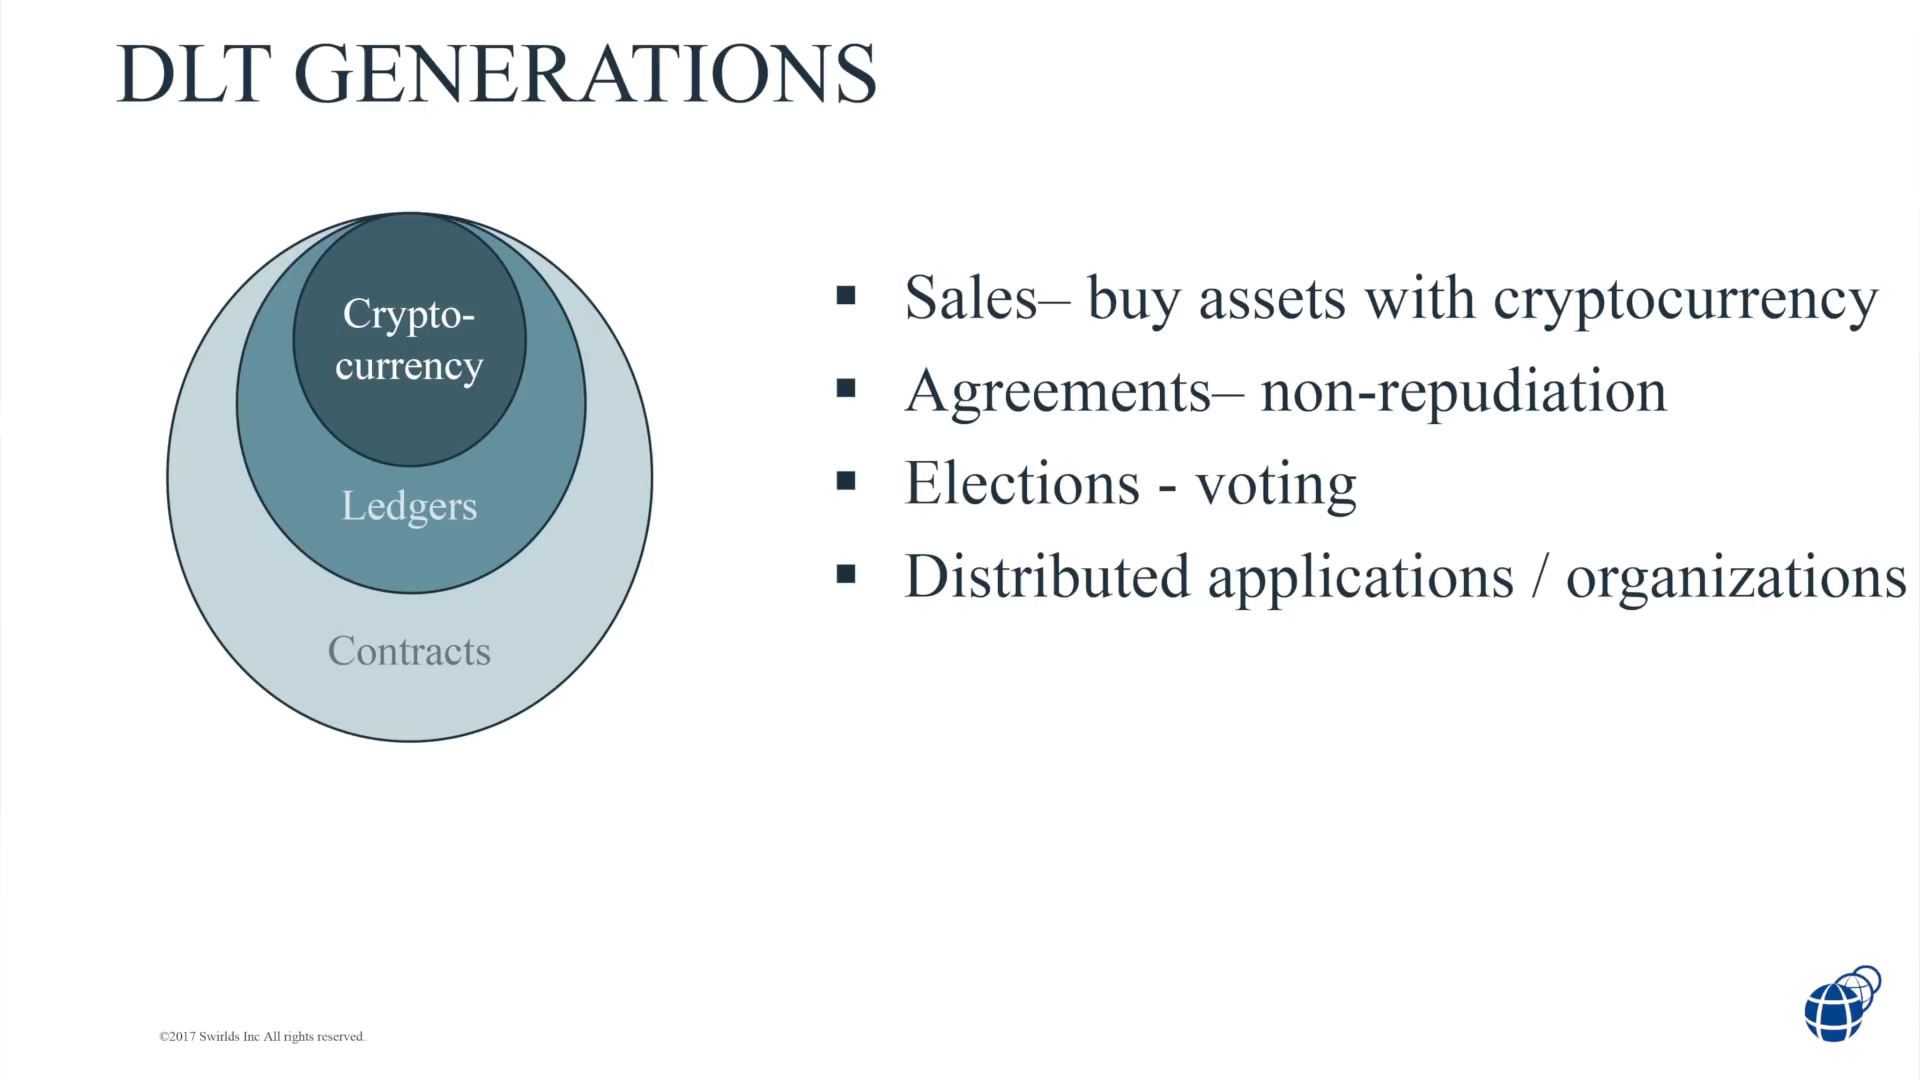 DLT GENERATIONS
Crypto-
currency
Ledgers
Contracts
▪ Sales– buy assets with cryptocurrency
▪ Agreements– non-repudiation
▪ Elections - voting
▪ Distributed applications / organizations
©2017 Swirlds Inc All rights reserved.